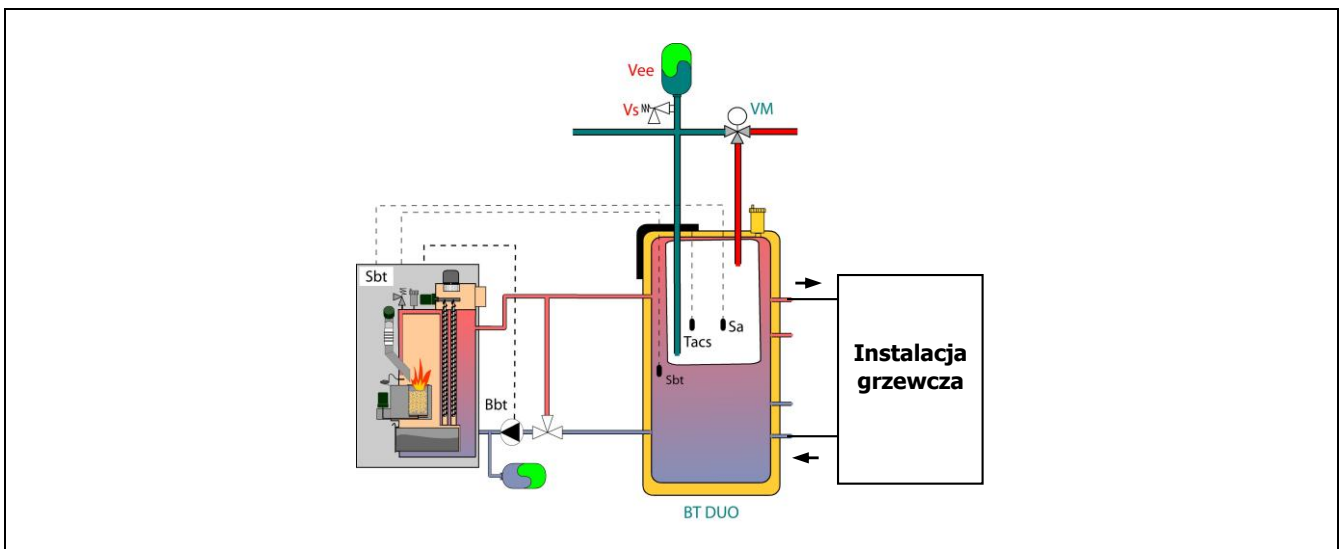 Vee
Vs
VM
Sbt
Bbt
Tacs
Sa
Sbt
Instalacja
grzewcza
BT DUO